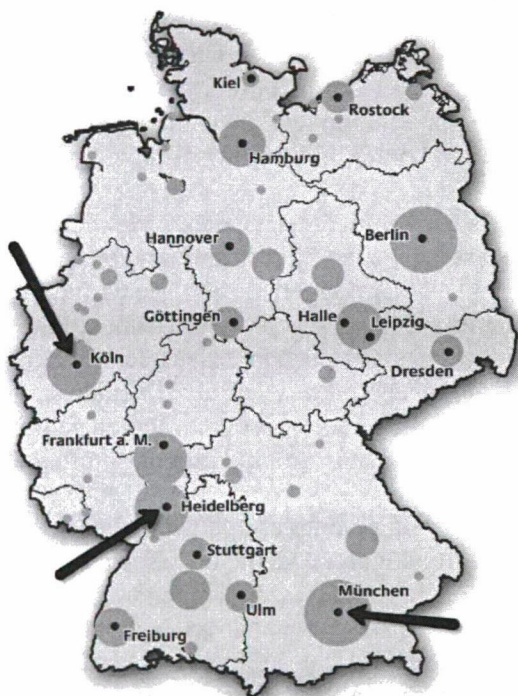 Kiel
Rostock
Hamburg
Hannover
Berlin
Göttingen
Halle
Leipzig
Köln
Dresden
Frankfurt a. M.
Heidelberg
Stuttgart
München
Ulm
Freiburg